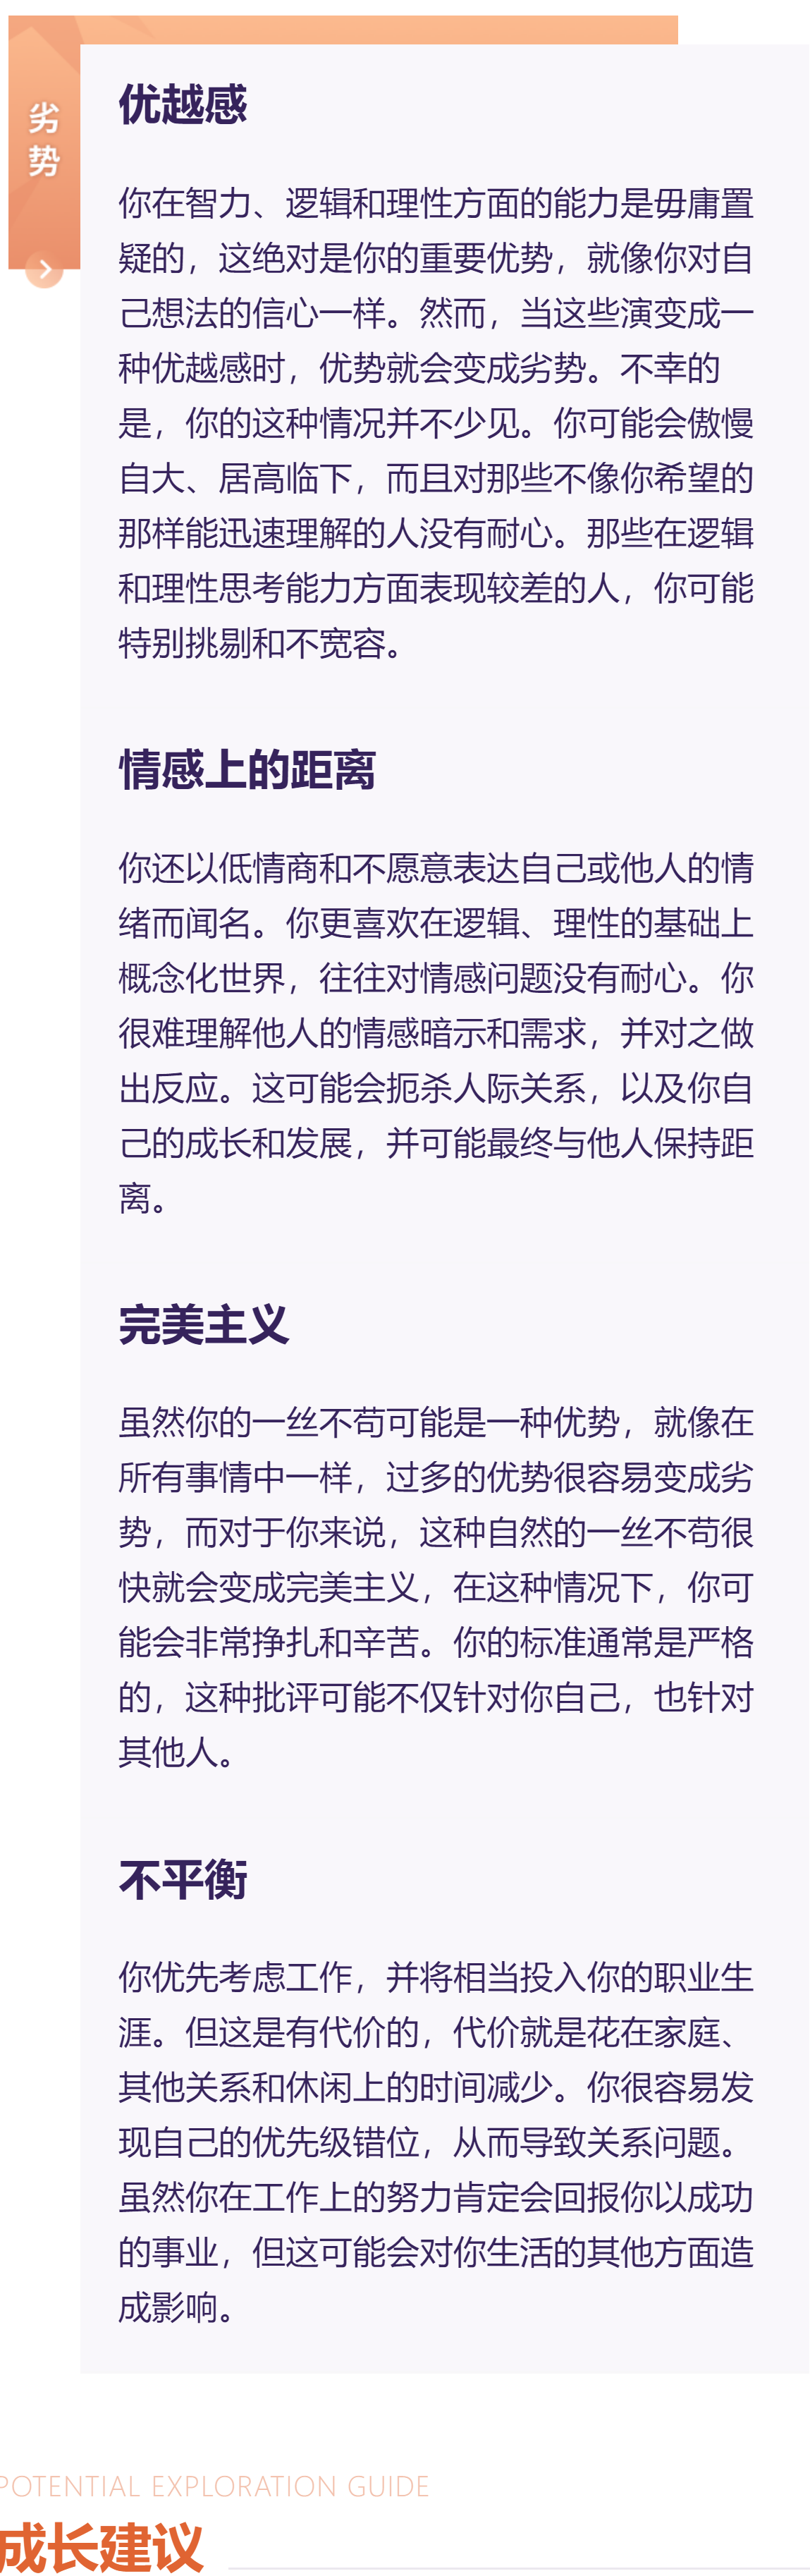 劣
势
优越感
你在智力、逻辑和理性方面的能力是毋庸置
疑的，这绝对是你的重要优势，就像你对自
己想法的信心一样。然而，当这些演变成一
种优越感时，优势就会变成劣势。不幸的
是，你的这种情况并不少见。你可能会傲慢
自大、居高临下，而且对那些不像你希望的
那样能迅速理解的人没有耐心。那些在逻辑
和理性思考能力方面表现较差的人，你可能
特别挑剔和不宽容。
情感上的距离
你还以低情商和不愿意表达自己或他人的情
绪而闻名。你更喜欢在逻辑、理性的基础上
概念化世界，往往对情感问题没有耐心。你
很难理解他人的情感暗示和需求，并对之做
出反应。这可能会扼杀人际关系，以及你自
己的成长和发展，并可能最终与他人保持距
离。
完美主义
虽然你的一丝不苟可能是一种优势，就像在
所有事情中一样，过多的优势很容易变成劣
势，而对于你来说，这种自然的一丝不苟很
快就会变成完美主义，在这种情况下，你可
能会非常挣扎和辛苦。你的标准通常是严格
的，这种批评可能不仅针对你自己，也针对
其他人。
不平衡
你优先考虑工作，并将相当投入你的职业生
涯。但这是有代价的，代价就是花在家庭、
其他关系和休闲上的时间减少。你很容易发
现自己的优先级错位，从而导致关系问题。
虽然你在工作上的努力肯定会回报你以成功
的事业，但这可能会对你生活的其他方面造
成影响。
POTENTIAL EXPLORATION GUIDE
成长建议